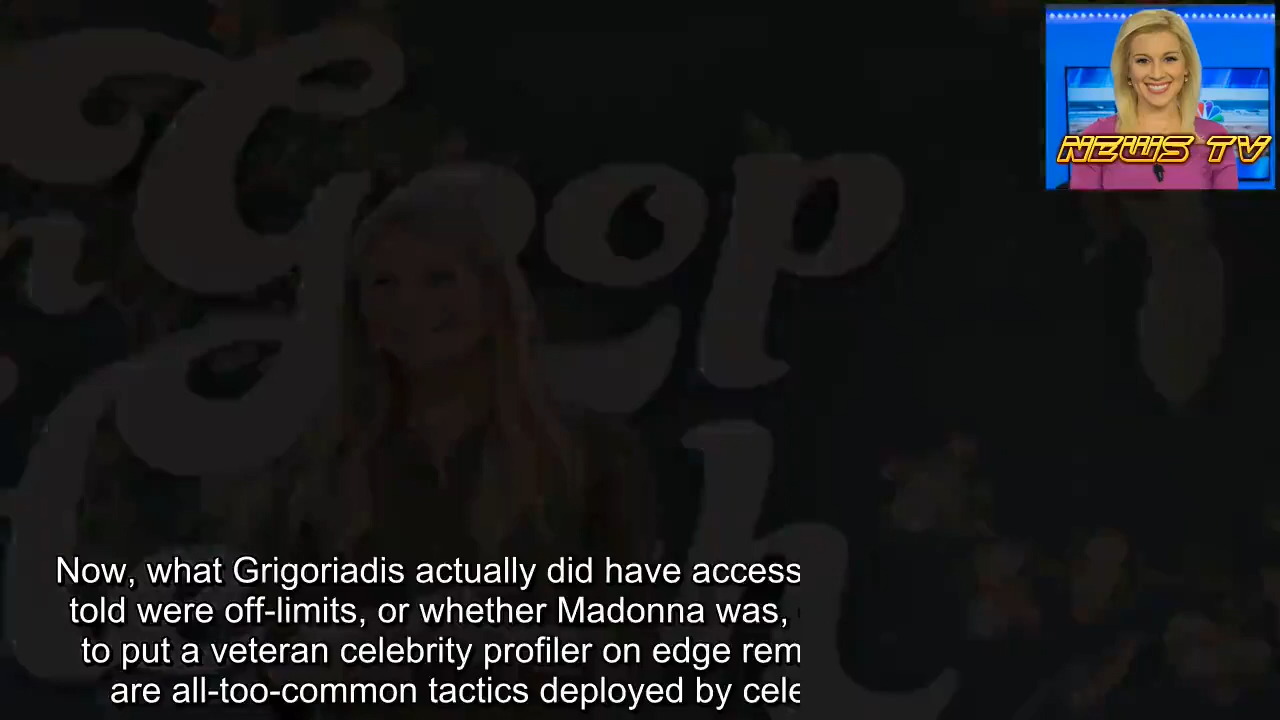 Goop
h
NEWS TV
Now, what Grigoriadis actually did have access
told were off-limits, or whether Madonna was,
to put a veteran celebrity profiler on edge rem
are all-too-common tactics deployed by cele